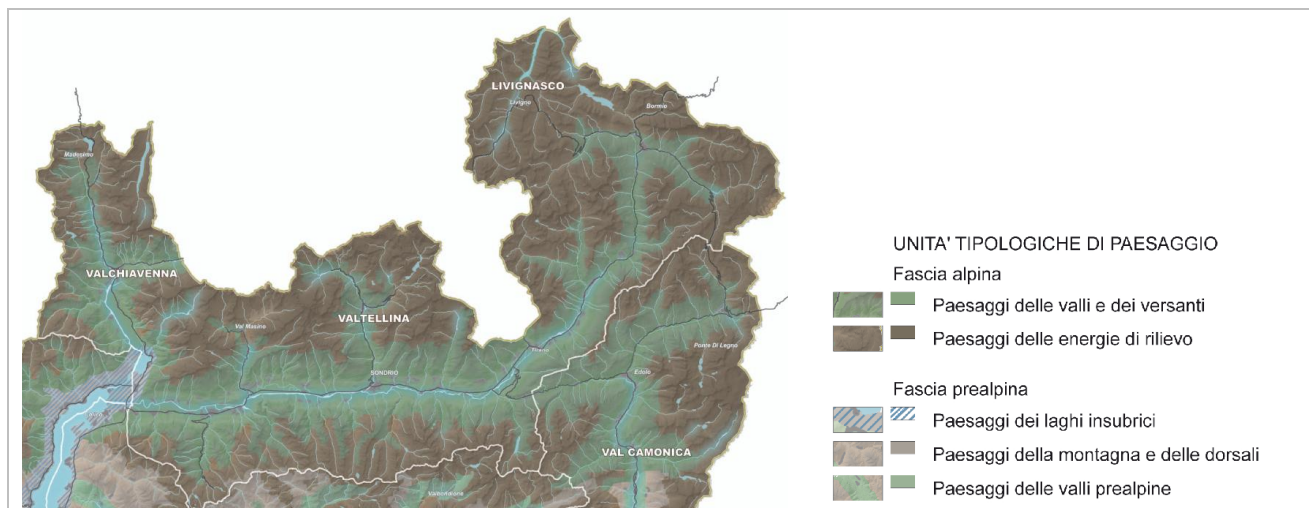 LIVIGNASCO
Livigno
Bormio
Madesimo
VALCHIAVENNA
Val Masino
VALTELLINA
Tirano
Ponte Di Legno
SONDRIO
Edolo
VAL CAMONICA
Valbondione
UNITA' TIPOLOGICHE DI PAESAGGIO
Fascia alpina
Paesaggi delle valli e dei versanti
Paesaggi delle energie di rilievo
Fascia prealpina
Paesaggi dei laghi insubrici
Paesaggi della montagna e delle dorsali
Paesaggi delle valli prealpine